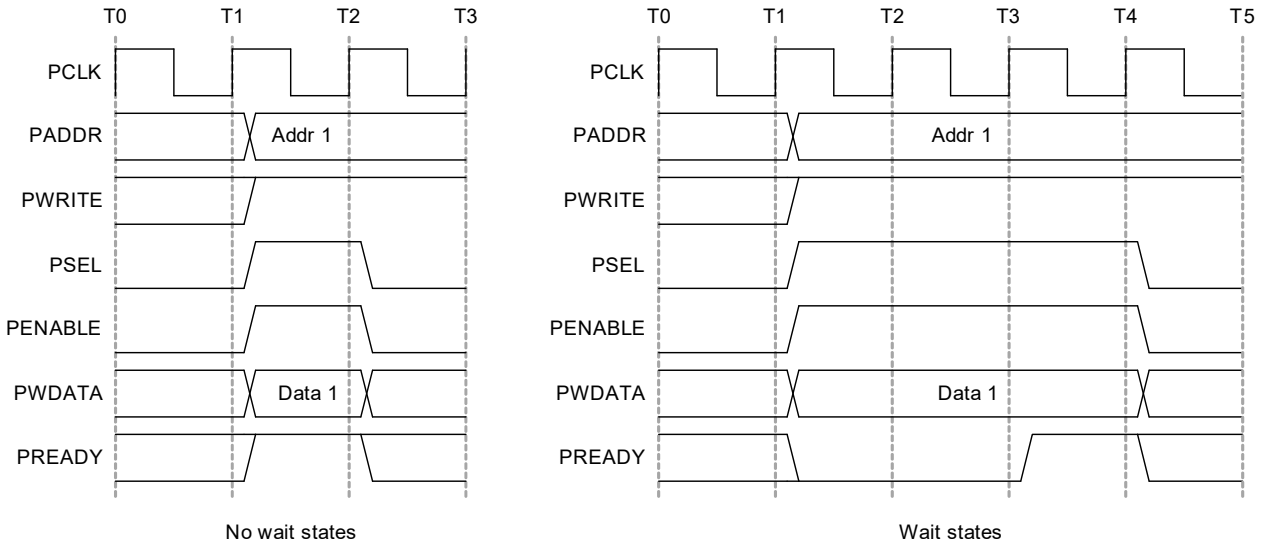 T0 T1 T2 T3
PCLK
PADDR Addr 1
PWRITE
PSEL
PENABLE
PWDATA Data 1
PREADY
No wait states
T0 T1 T2 T3 T4 T5
PCLK
PADDR Addr 1
PWRITE
PSEL
PENABLE
PWDATA Data 1
PREADY
Wait states